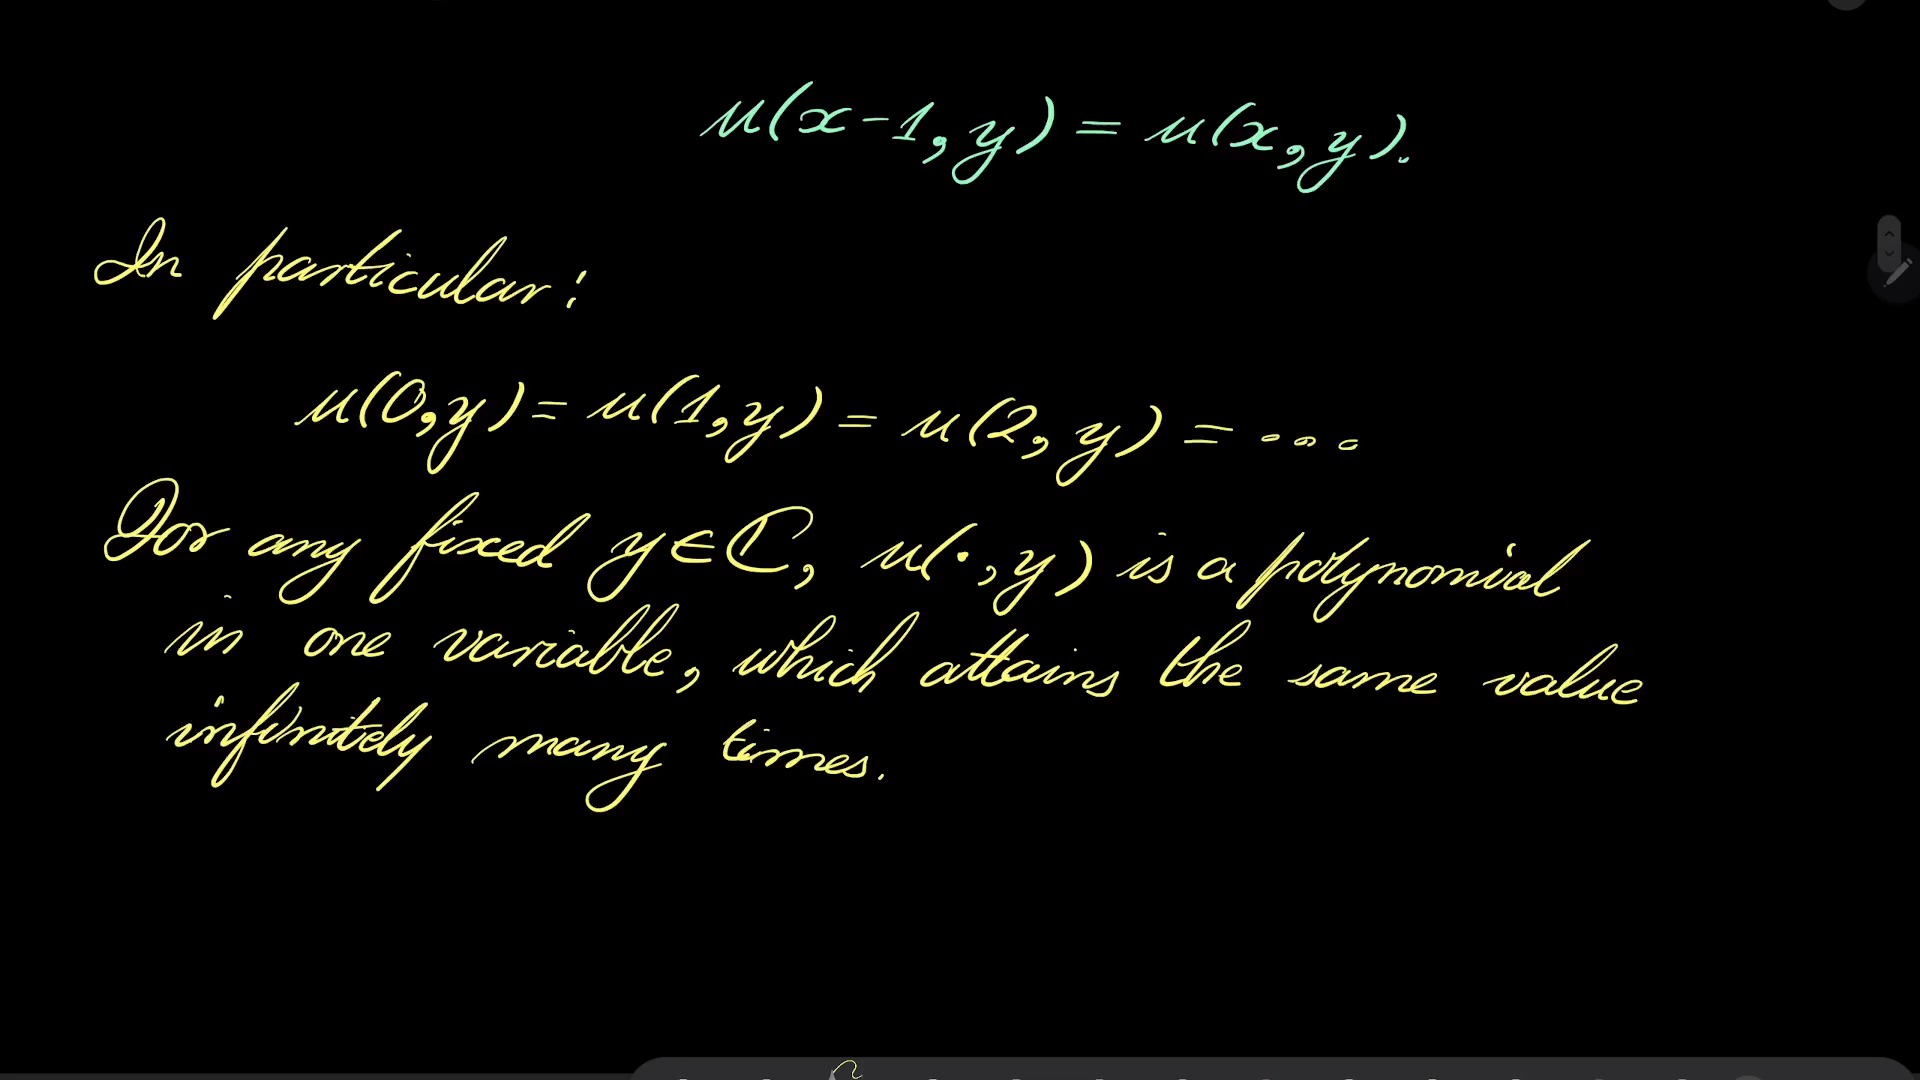 u(x-1,y) = u(x,y).
In particular:
u(0,y) = u(1,y) = u(2,y) = ...
For any fixed y∈ℂ, u(·,y) is a polynomial
in one variable, which attains the same value
infinitely many times.